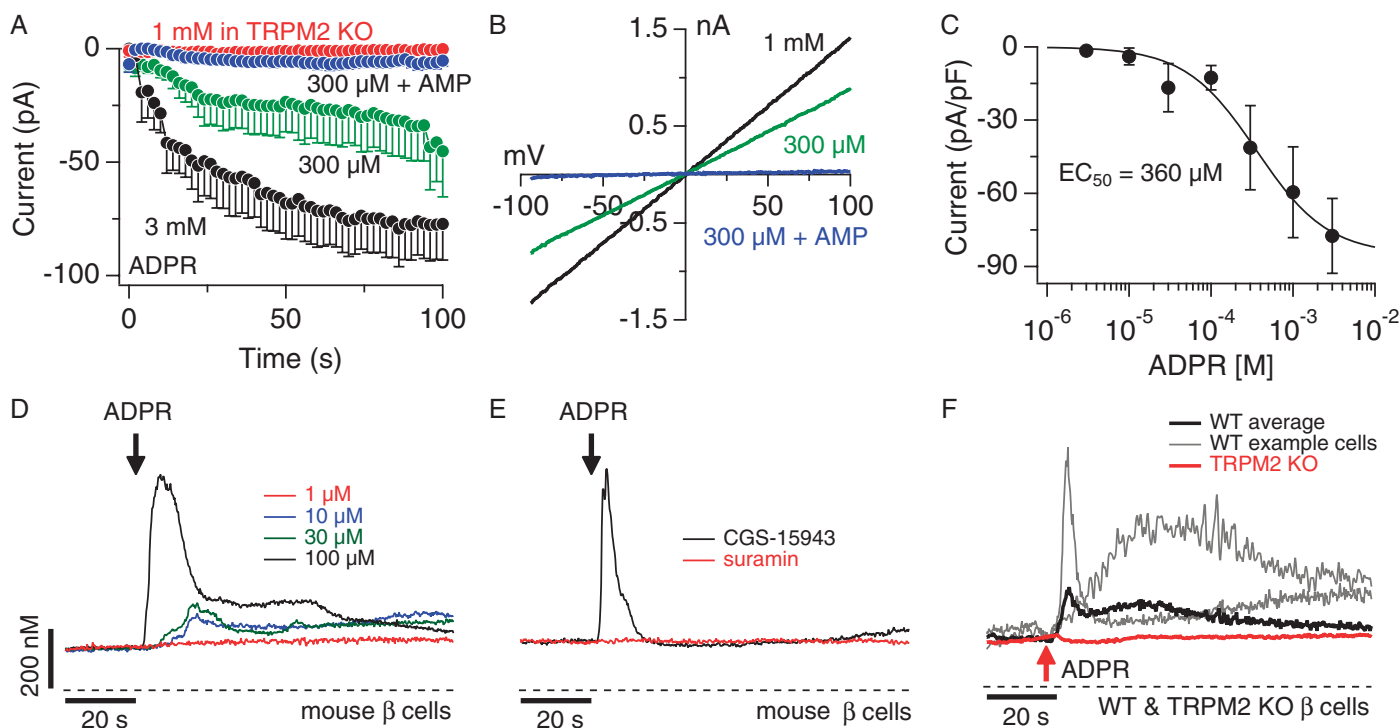 A
1 mM in TRPM2 KO
300 µM + AMP
300 µM
3 mM
ADPR
0
-50
-100
Current (pA)
0
50
100
Time (s)
B
nA
1.5
1 mM
0.5
300 µM
mV
-100
-50
50
100
-0.5
300 µM + AMP
-1.5
C
0
-30
-60
-90
Current (pA/pF)
EC50 = 360 µM
10-6
10-5
10-4
10-3
10-2
ADPR [M]
D
ADPR
1 µM
10 µM
30 µM
100 µM
200 nM
20 s
mouse β cells
E
ADPR
CGS-15943
suramin
20 s
mouse β cells
F
WT average
WT example cells
TRPM2 KO
ADPR
20 s
WT & TRPM2 KO β cells